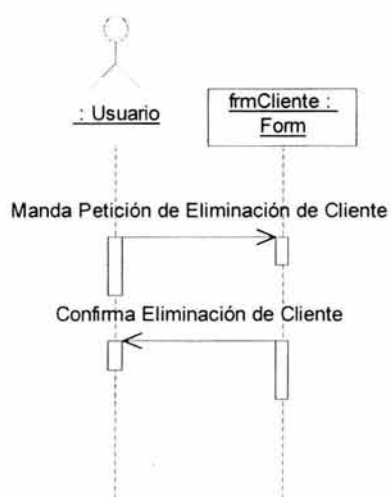 : Usuario
frmCliente :
Form
Manda Petición de Eliminación de Cliente
Confirma Eliminación de Cliente